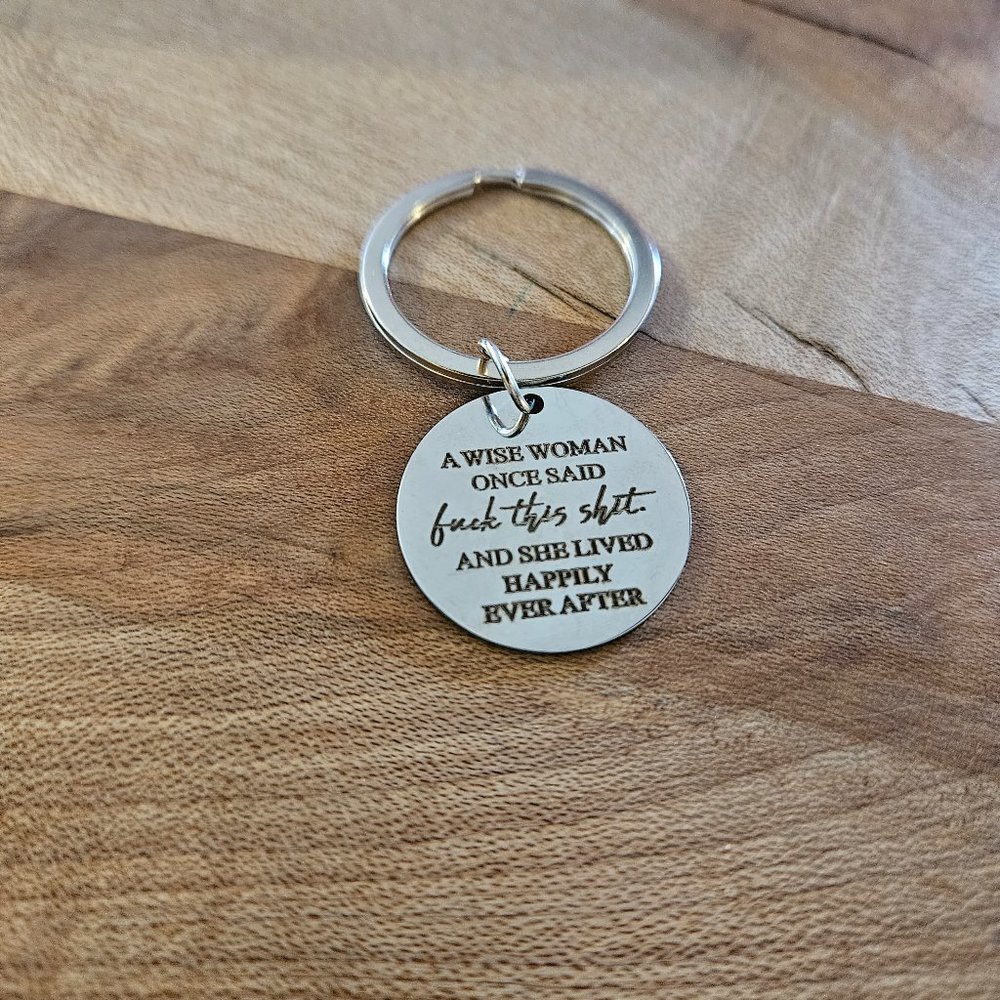 A WISE WOMAN
ONCE SAID
fuck this shit.
AND SHE LIVED
HAPPILY
EVER AFTER